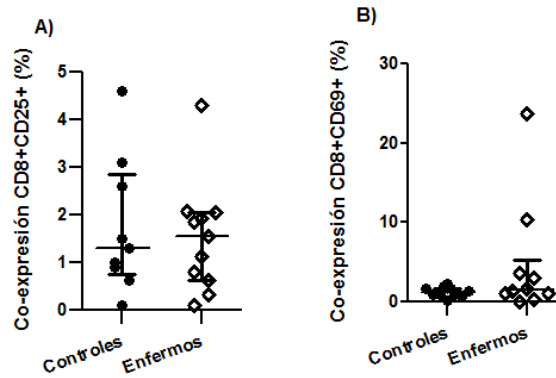 A)
Co-expresión CD8+CD25+ (%)
5
4
3
2
1
0
Controles
Enfermos
B)
Co-expresión CD8+CD69+ (%)
30
20
10
0
Controles
Enfermos